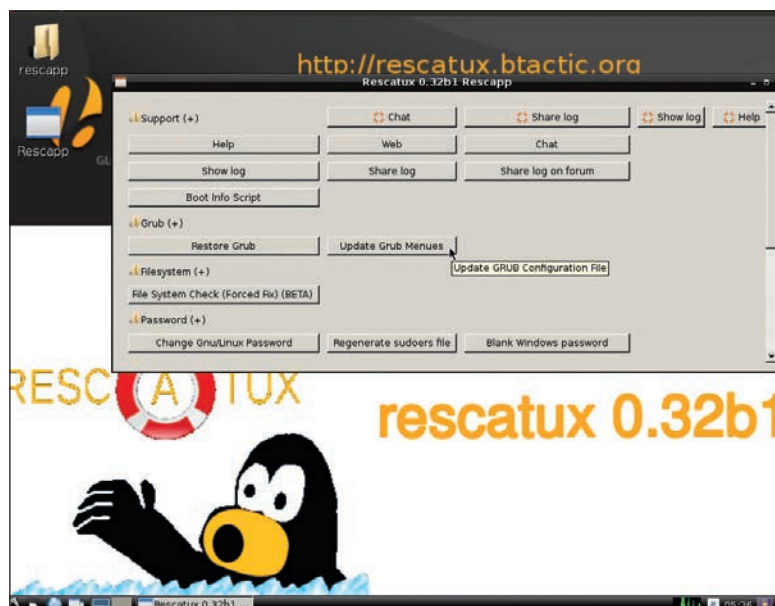 rescapp
http://rescatux.btactic.org
Rescatux 0.32b1 Rescapp
Rescapp
GL
Support (+)
Chat
Share log
Show log
Help
Help
Web
Chat
Show log
Share log
Share log on forum
Boot Info Script
Grub (+)
Restore Grub
Update Grub Menues
Update GRUB Configuration File
Filesystem (+)
File System Check (Forced Fix) (BETA)
Password (+)
Change Gnu/Linux Password
Regenerate sudoers file
Blank Windows password
RESCATUX
rescatux 0.32b1
Rescatux 0.32b1
05:36